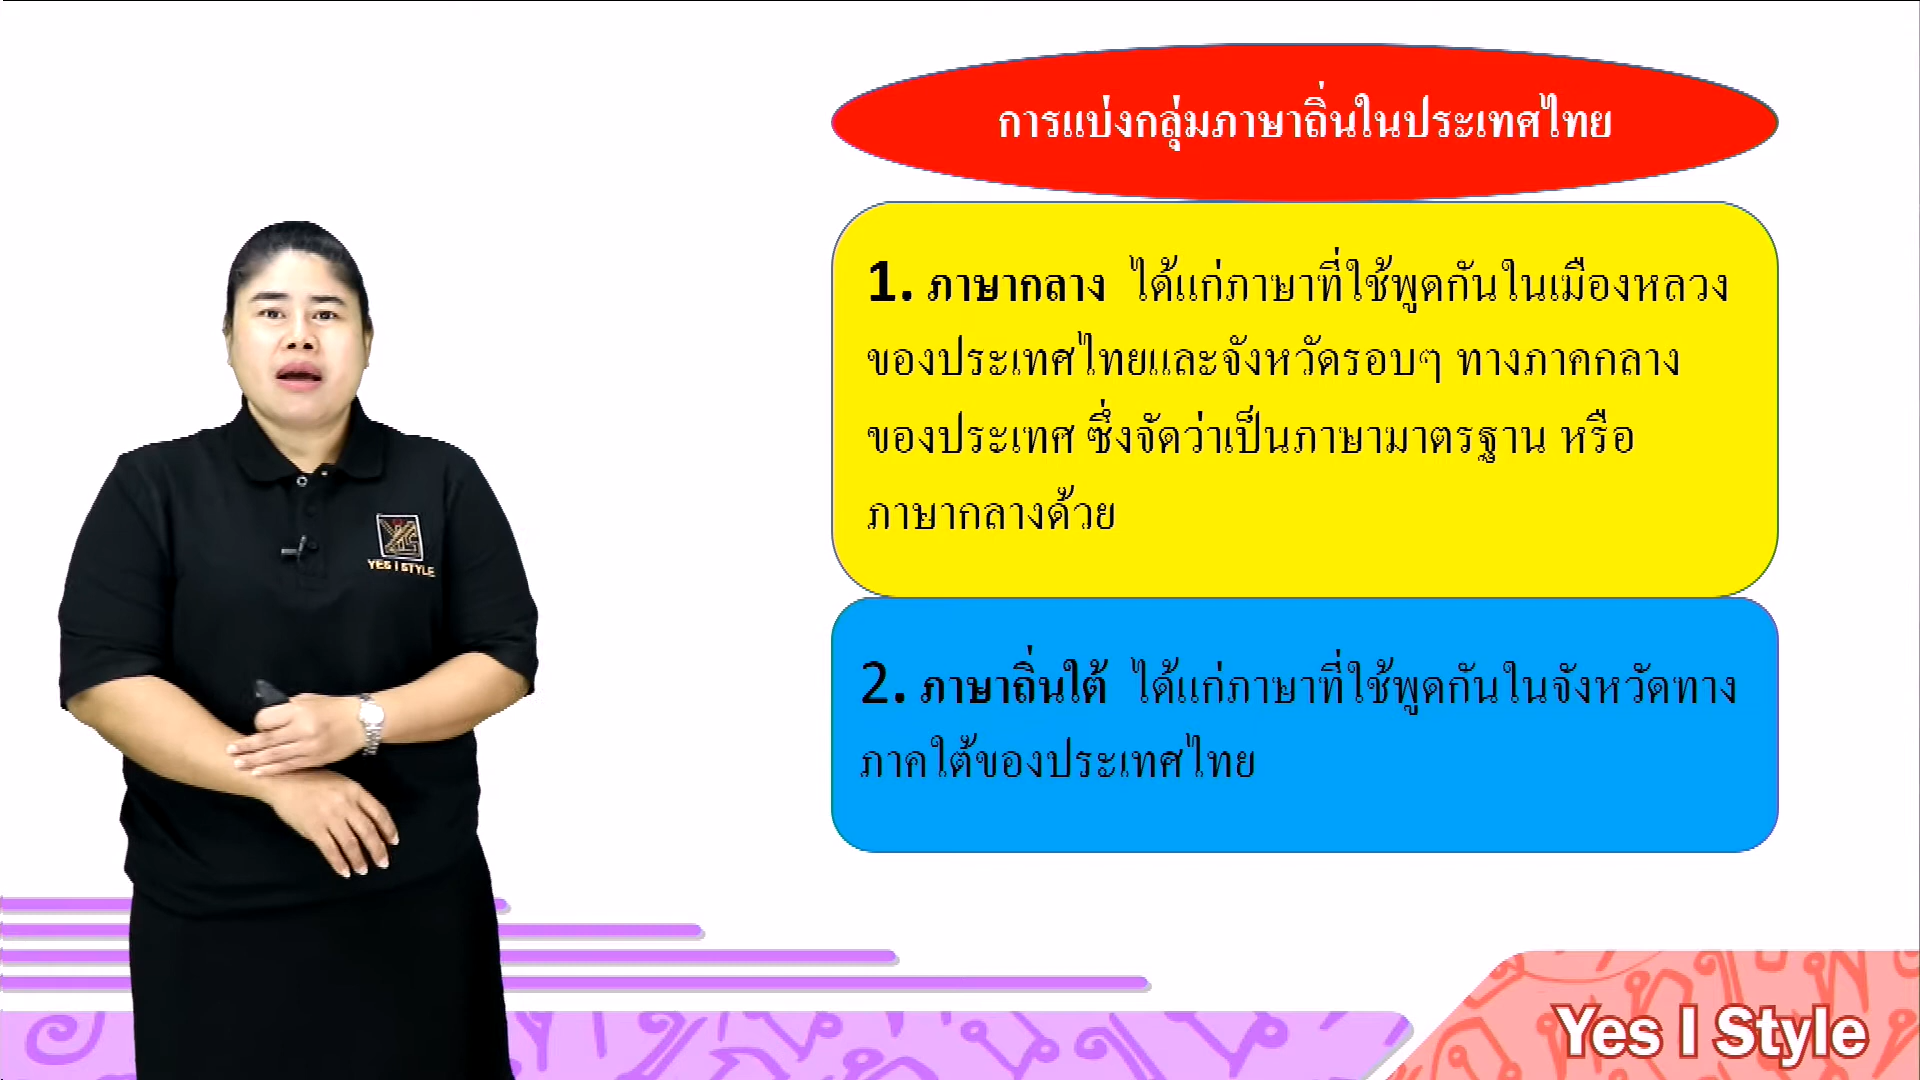 การแบ่งกลุ่มภาษาถิ่นในประเทศไทย
1. ภาษากลาง ได้แก่ภาษาที่ใช้พูดกันในเมืองหลวง
ของประเทศไทยและจังหวัดรอบๆ ทางภาคกลาง
ของประเทศ ซึ่งจัดว่าเป็นภาษามาตรฐาน หรือ
ภาษากลางด้วย
2. ภาษาถิ่นใต้ ได้แก่ภาษาที่ใช้พูดกันในจังหวัดทาง
ภาคใต้ของประเทศไทย
YES I STYLE
Yes I Style